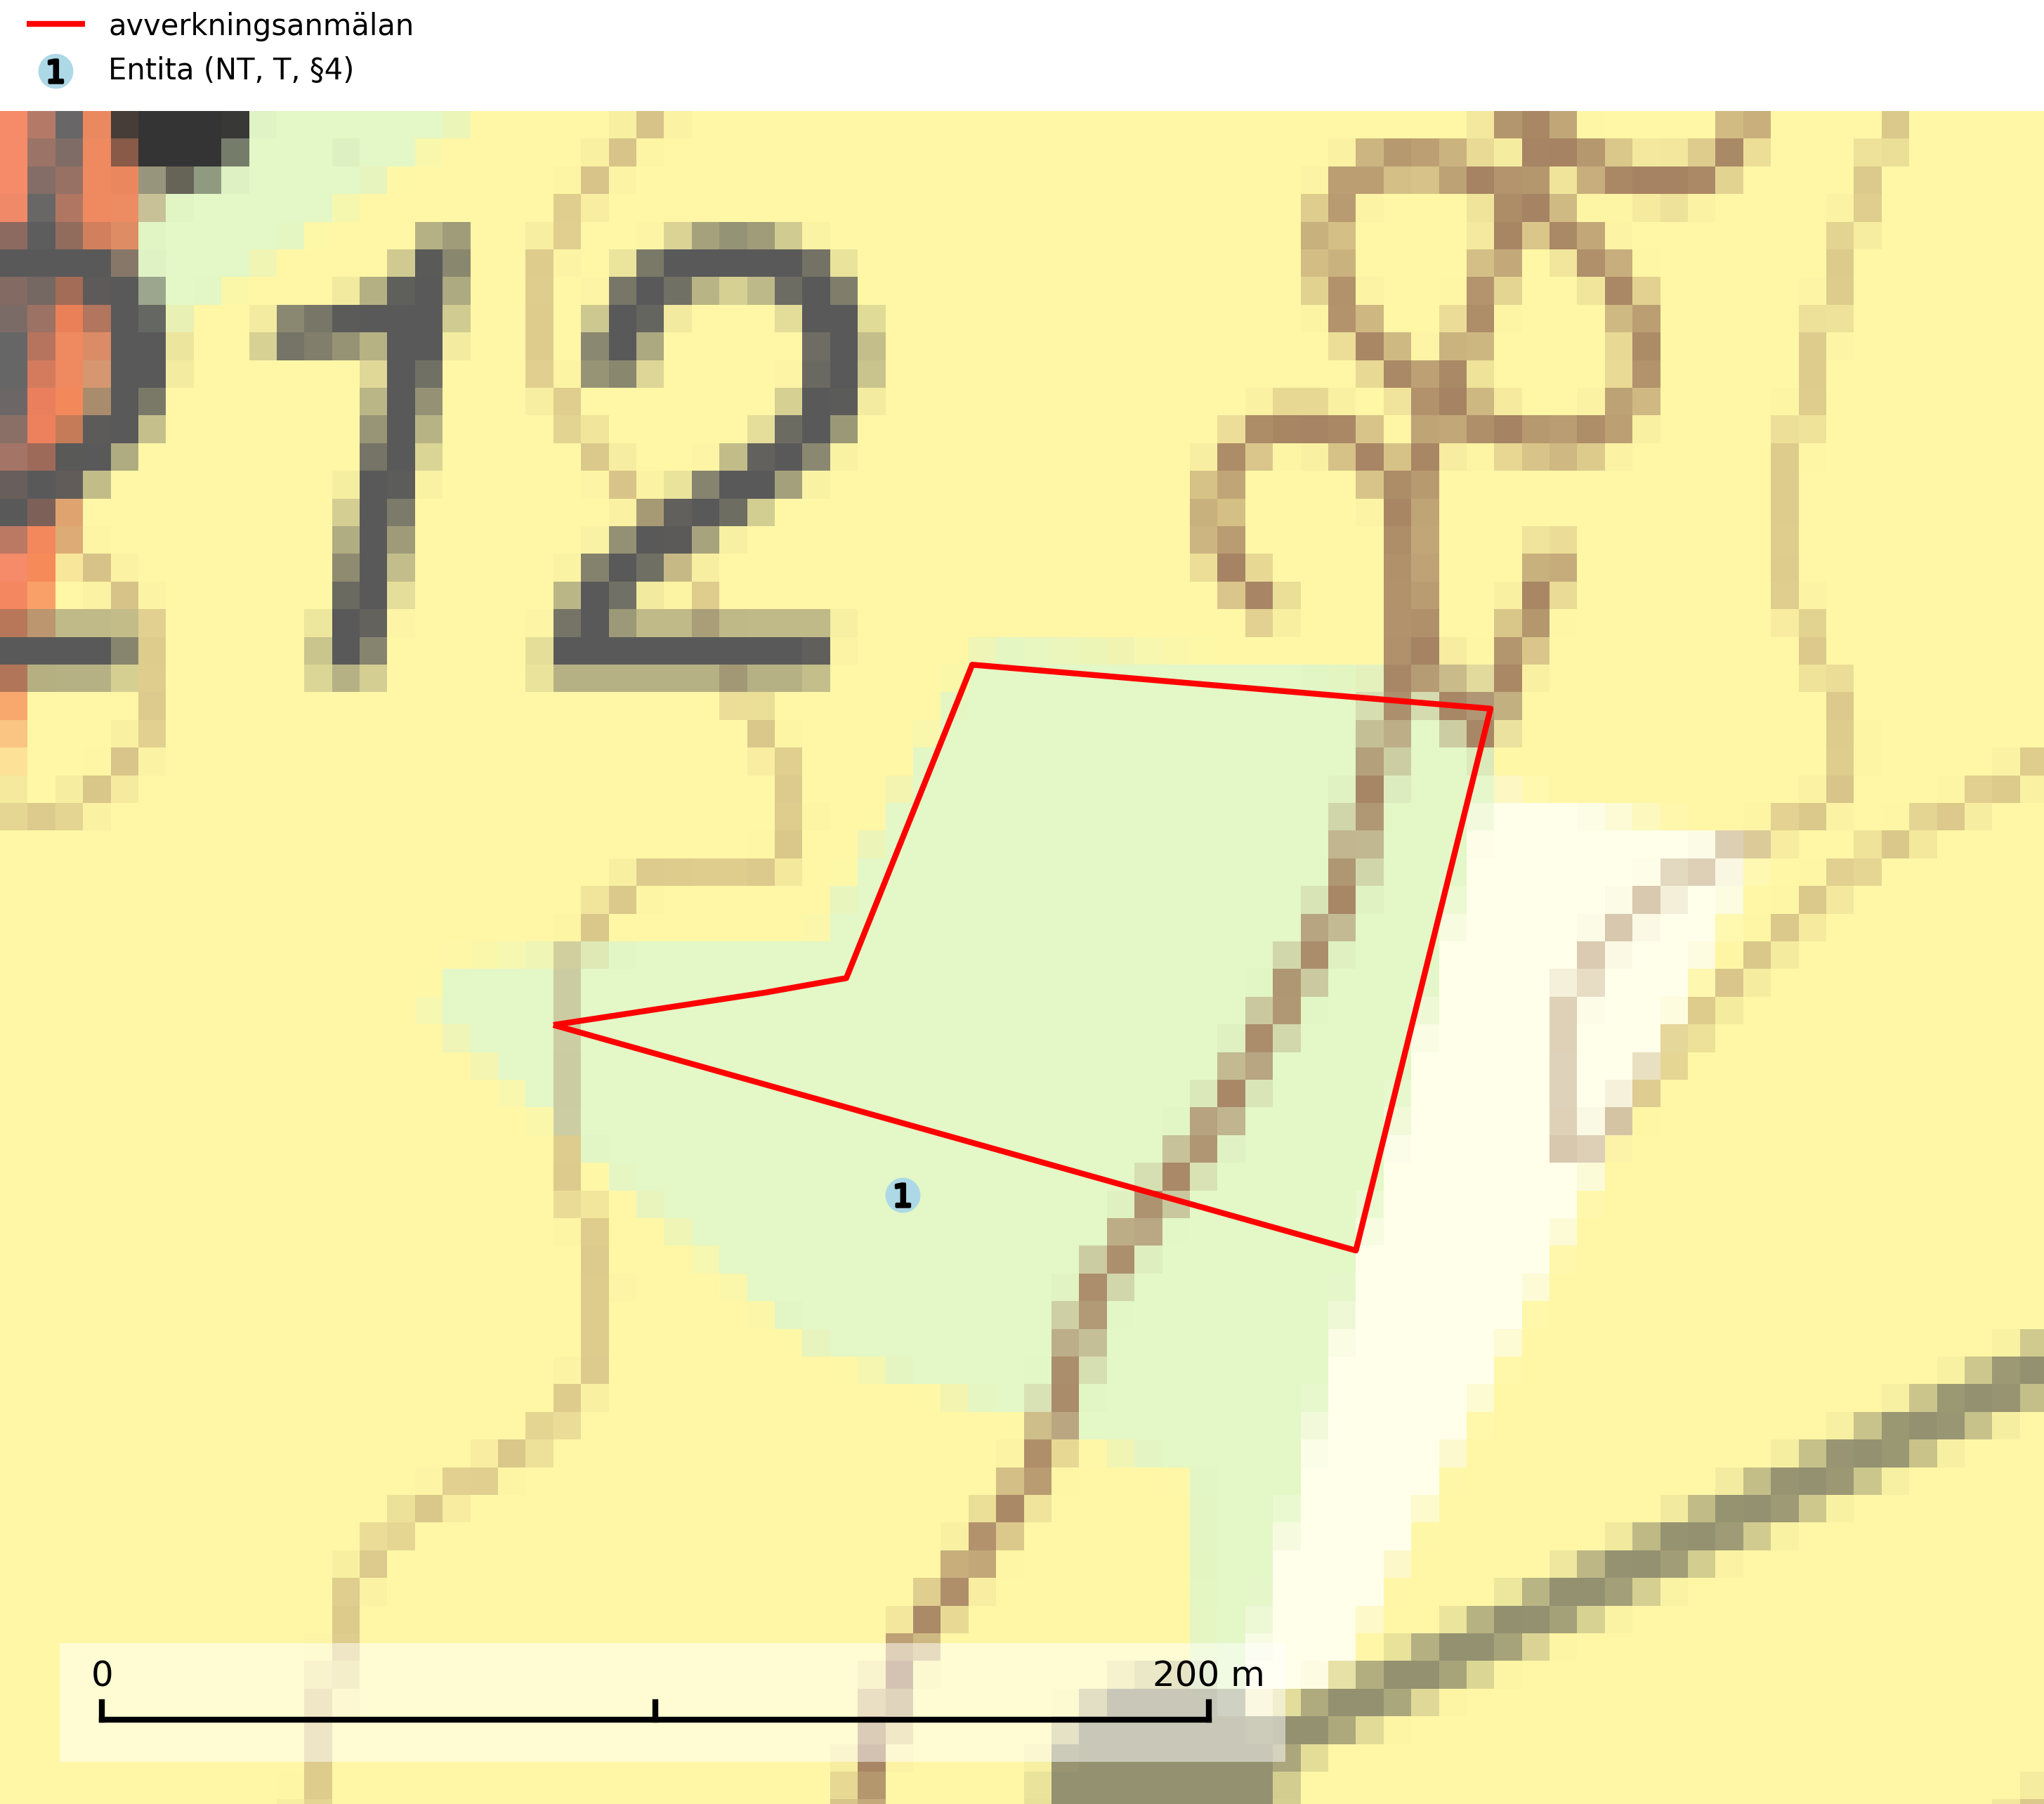 avverkningsanmälan
1 Entita (NT, T, §4)
12
1
0 200 m